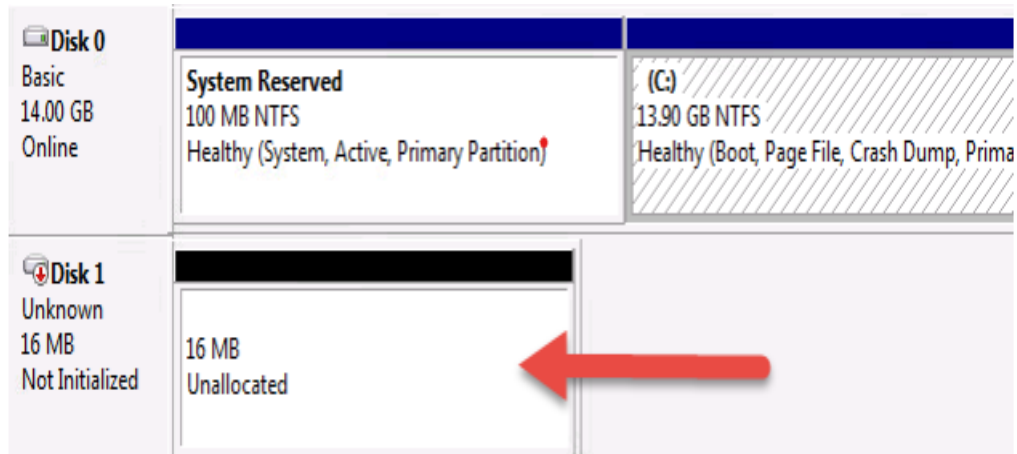 Disk 0
Basic
14.00 GB
Online
System Reserved
100 MB NTFS
Healthy (System, Active, Primary Partition)
(C:)
13.90 GB NTFS
Healthy (Boot, Page File, Crash Dump, Prima
Disk 1
Unknown
16 MB
Not Initialized
16 MB
Unallocated